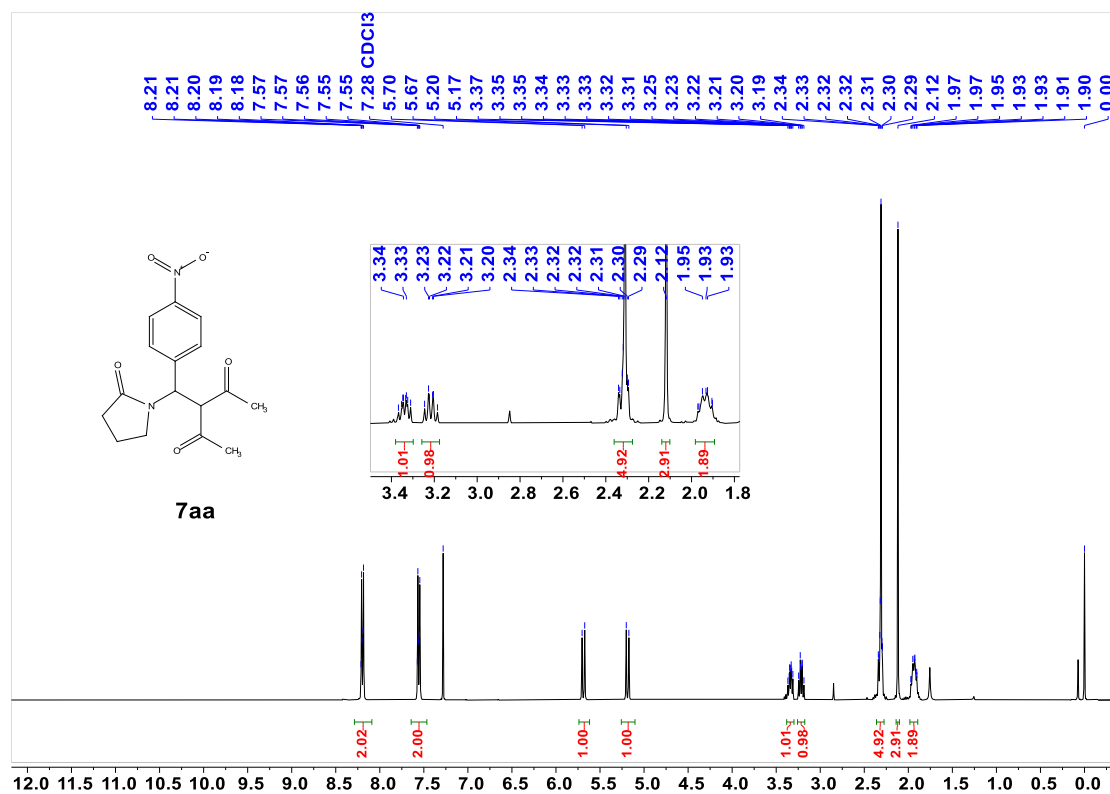 8.21 8.21 8.20 8.19 8.18 7.57 7.57 7.56 7.55 7.55 7.28 CDCl3 5.70 5.67 5.20 5.17 3.37 3.35 3.35 3.34 3.33 3.33 3.32 3.31 3.25 3.23 3.22 3.21 3.20 3.19 2.34 2.33 2.32 2.32 2.31 2.30 2.29 2.12 1.97 1.97 1.95 1.93 1.93 1.91 1.90 0.00
3.34 3.33 3.23 3.22 3.21 3.20 2.34 2.33 2.32 2.32 2.31 2.30 2.29 2.12 1.95 1.93 1.93
O N+ O-
O N O CH3
O CH3
7aa
1.01 0.98 4.92 2.91 1.89
3.4 3.2 3.0 2.8 2.6 2.4 2.2 2.0 1.8
2.02 2.00 1.00 1.00 1.01 0.98 4.92 2.91 1.89
12.0 11.5 11.0 10.5 10.0 9.5 9.0 8.5 8.0 7.5 7.0 6.5 6.0 5.5 5.0 4.5 4.0 3.5 3.0 2.5 2.0 1.5 1.0 0.5 0.0